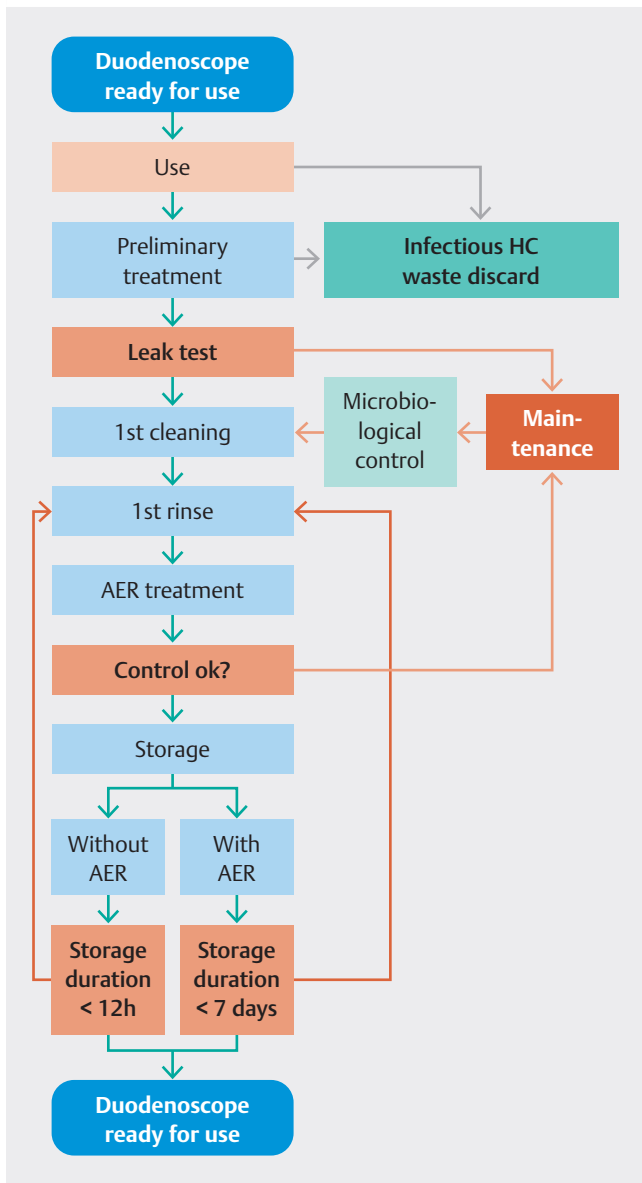 Duodenoscope
ready for use
Use
Preliminary
treatment
Infectious HC
waste discard
Leak test
1st cleaning
Microbio-
logical
control
Main-
tenance
1st rinse
AER treatment
Control ok?
Storage
Without
AER
With
AER
Storage
duration
< 12h
Storage
duration
< 7 days
Duodenoscope
ready for use